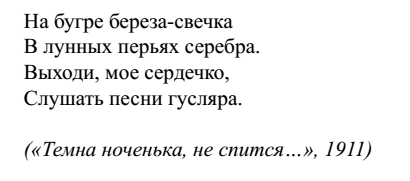 На бугре береза-свечка
В лунных перьях серебра.
Выходи, мое сердечко,
Слушать песни гусляра.
(«Темна ноченька, не спится…», 1911)